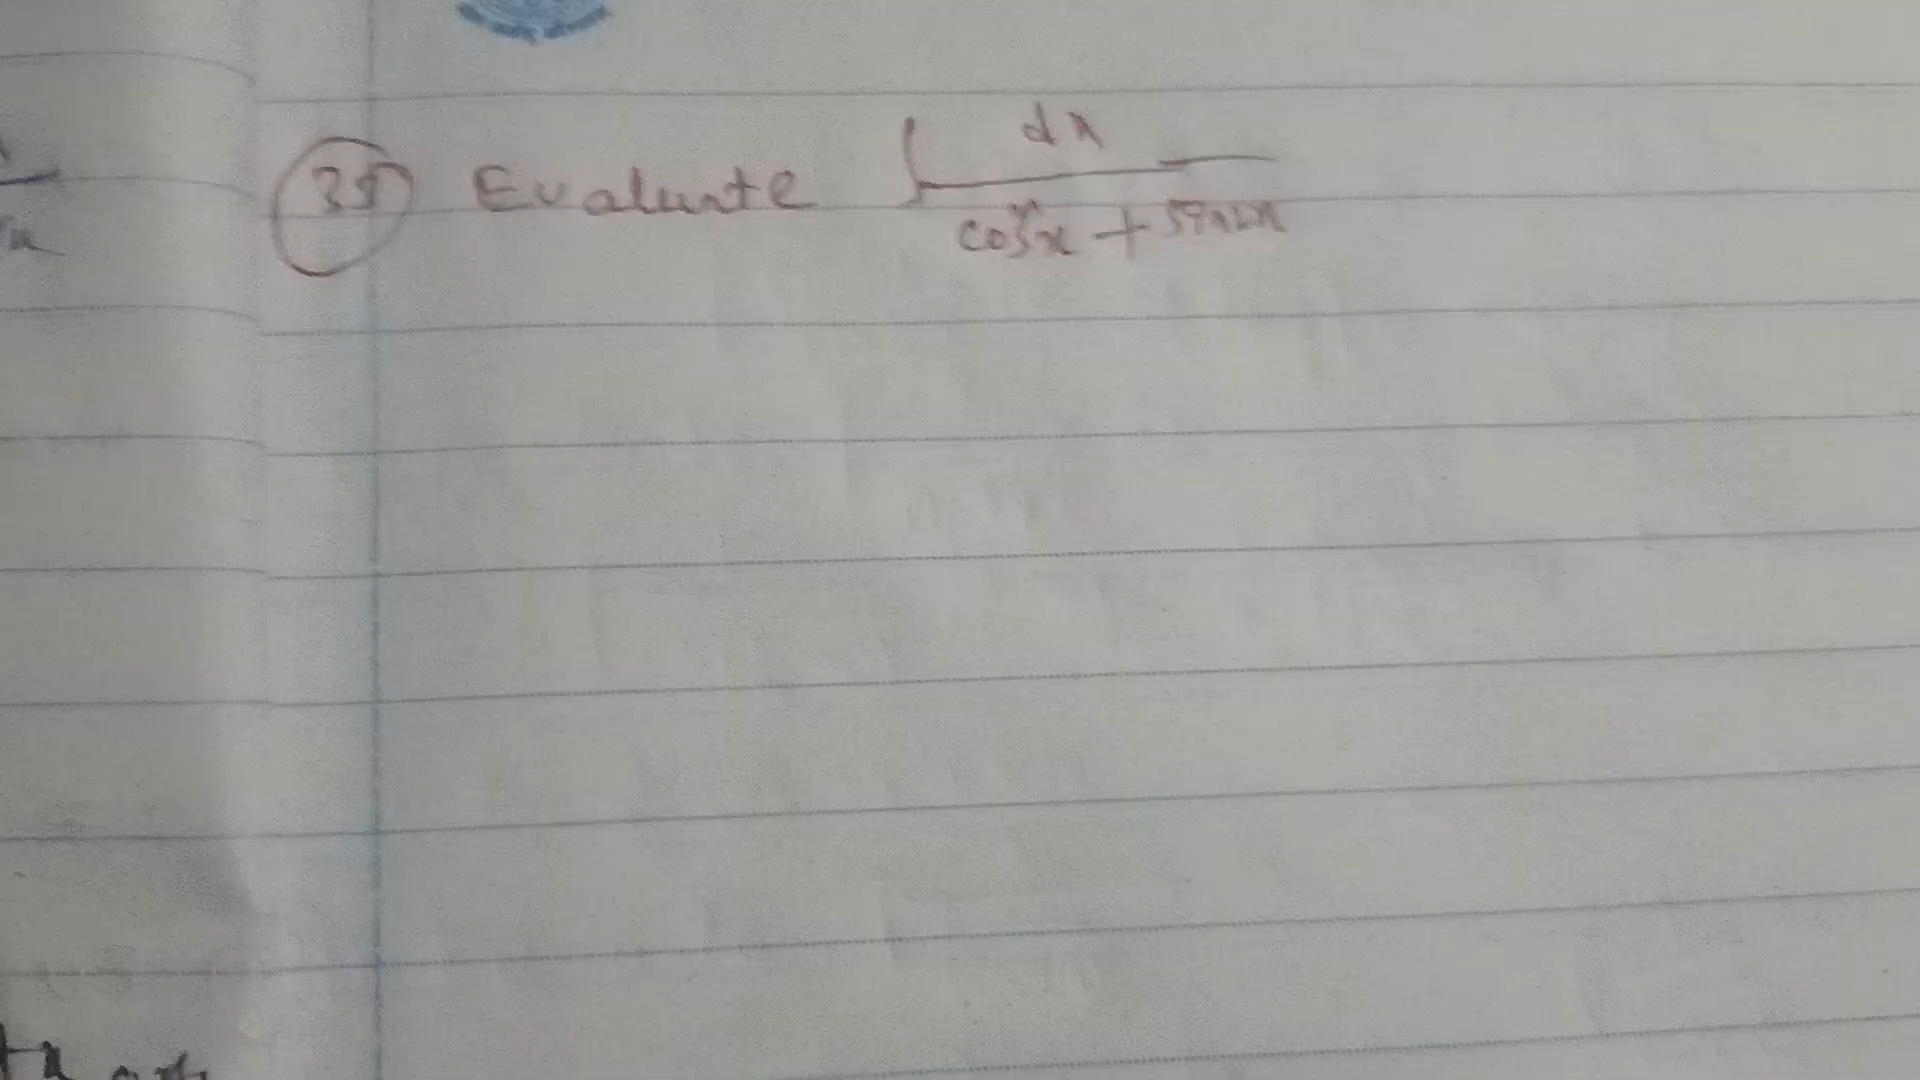 35 Evaluate ∫ dx / cos²x + sin2x